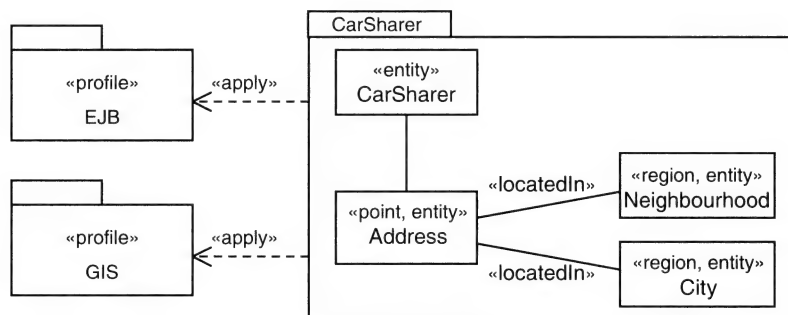 CarSharer
«profile»
EJB
«apply»
«entity»
CarSharer
«profile»
GIS
«apply»
«point, entity»
Address
«locatedIn»
«region, entity»
Neighbourhood
«locatedIn»
«region, entity»
City